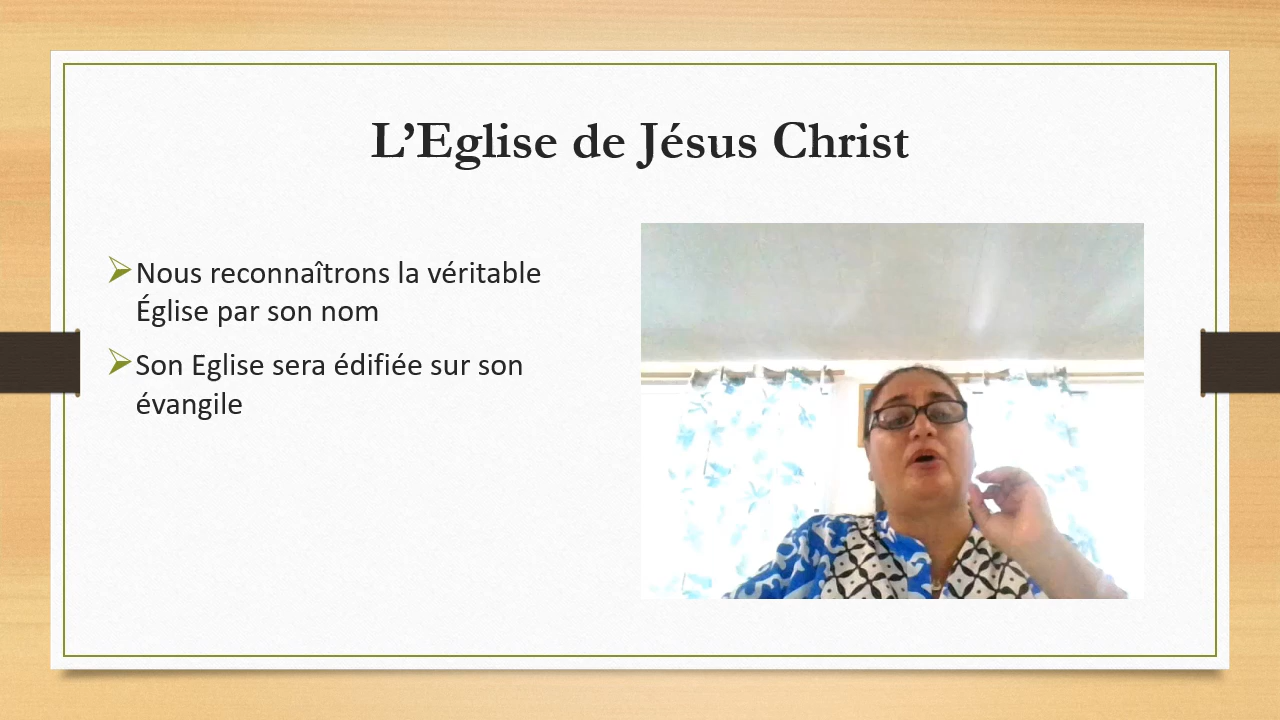 L’Eglise de Jésus Christ
Nous reconnaîtrons la véritable
Église par son nom
Son Eglise sera édifiée sur son
évangile